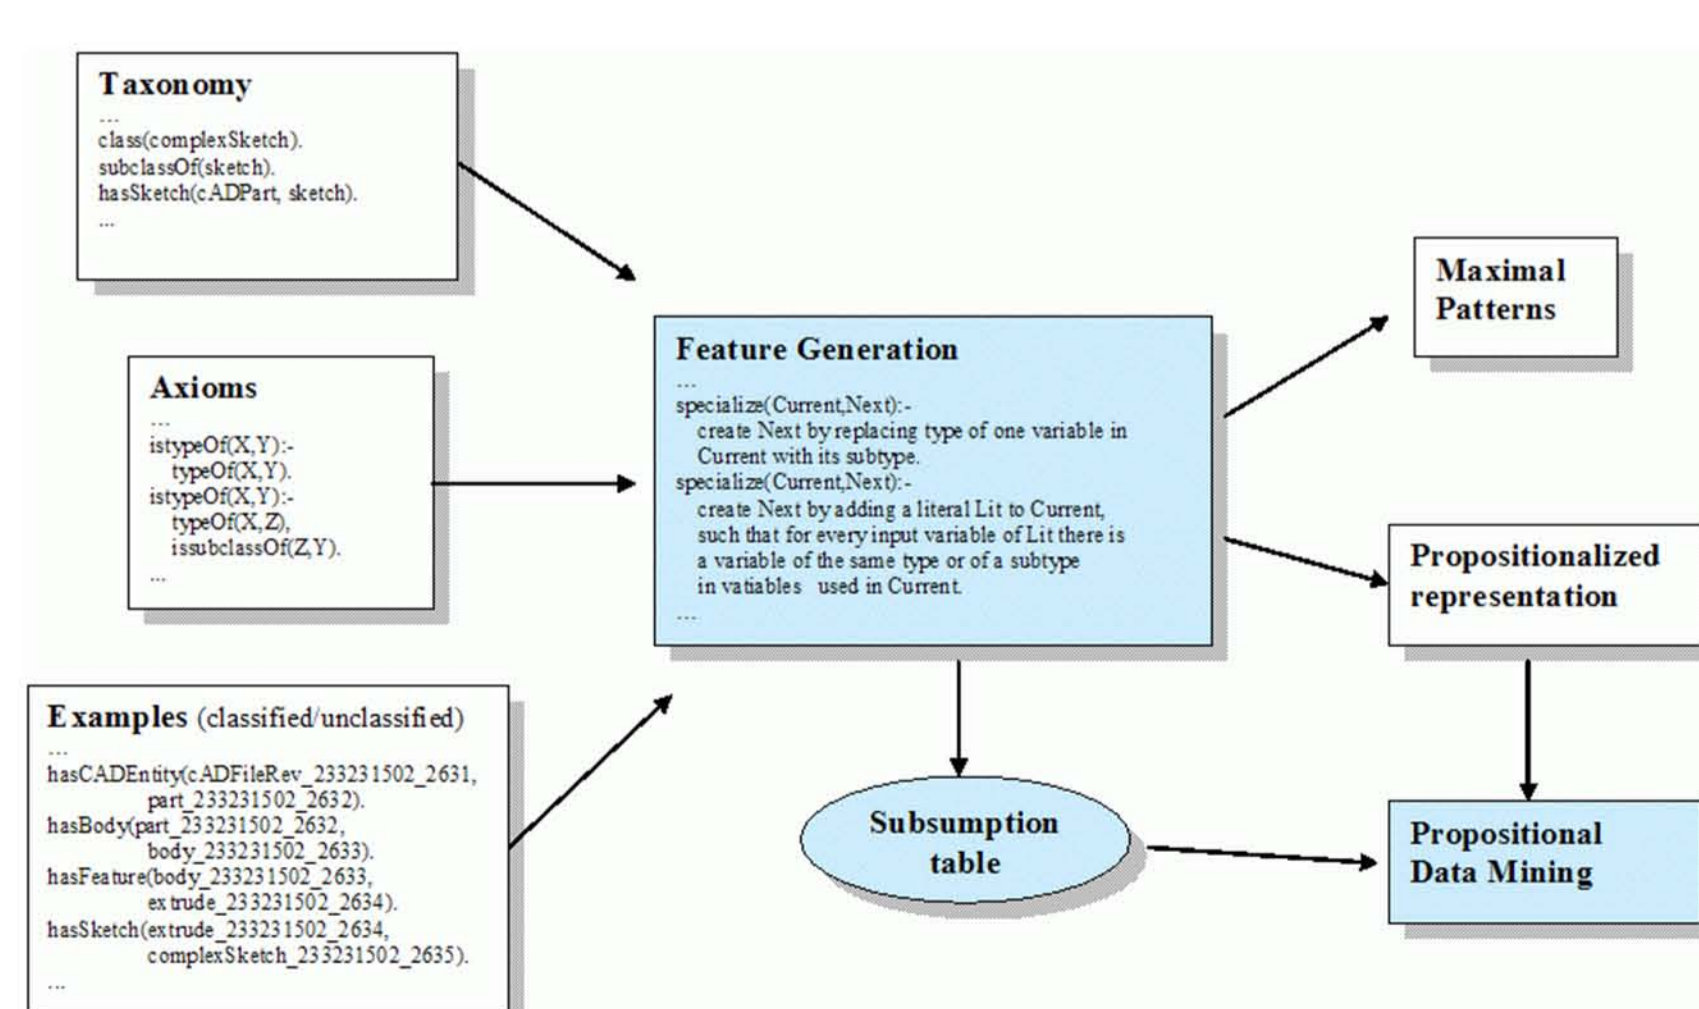 Taxonomy
...
class(complexSketch).
subclassOf(sketch).
hasSketch(cADPart, sketch).
...
Axioms
...
istypeOf(X,Y):-
typeOf(X,Y).
istypeOf(X,Y):-
typeOf(X,Z),
issubclassOf(Z,Y).
...
Examples (classified/unclassified)
...
hasCADEntity(cADFileRev_233231502_2631,
part_233231502_2632).
hasBody(part_233231502_2632,
body_233231502_2633).
hasFeature(body_233231502_2633,
extrude_233231502_2634).
hasSketch(extrude_233231502_2634,
complexSketch_233231502_2635).
...
Feature Generation
...
specialize(Current,Next):-
create Next by replacing type of one variable in
Current with its subtype.
specialize(Current,Next):-
create Next by adding a literal Lit to Current,
such that for every input variable of Lit there is
a variable of the same type or of a subtype
in vatiables used in Current.
...
Subsumption
table
Maximal
Patterns
Propositionalized
representation
Propositional
Data Mining